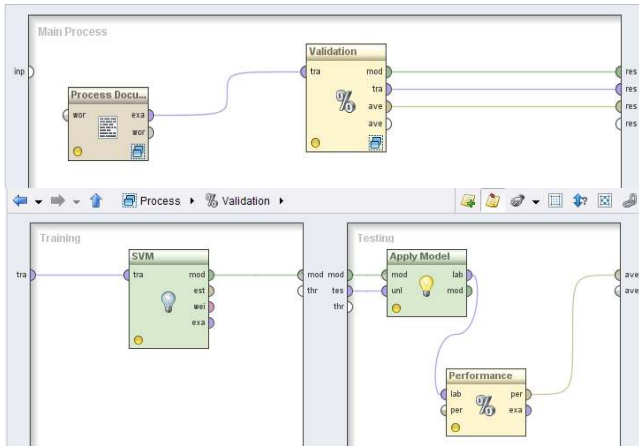 Main Process
Validation
inp
tra
mod
res
tra
res
Process Docu...
ave
res
wor
exa
ave
res
wor
Process
Validation
Training
Testing
SVM
Apply Model
tra
tra
mod
mod
mod
mod
lab
ave
est
thr
tes
unl
mod
ave
wei
thr
exa
Performance
lab
per
per
exa